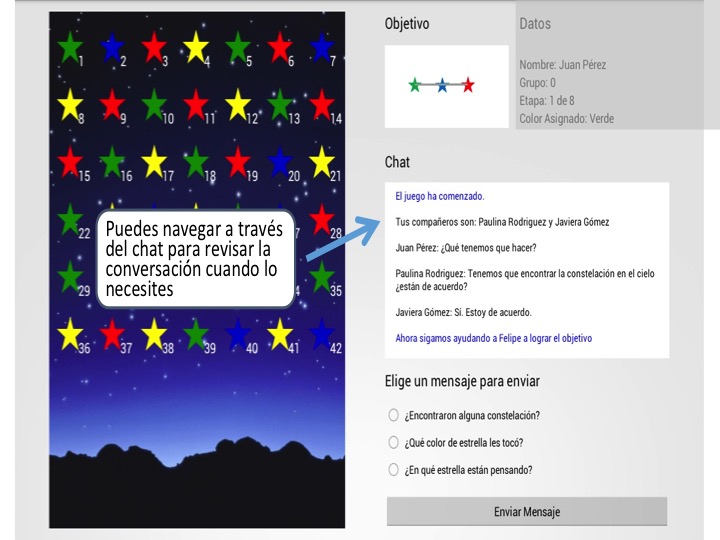 1 2 3 4 5 6 7
8 9 10 11 12 13 14
15 16 17 18 19 20 21
22 28
29 35
36 37 38 39 40 41 42
Puedes navegar a través
del chat para revisar la
conversación cuando lo
necesites
Objetivo
Datos
Nombre: Juan Pérez
Grupo: 0
Etapa: 1 de 8
Color Asignado: Verde
Chat
El juego ha comenzado.
Tus compañeros son: Paulina Rodriguez y Javiera Gómez
Juan Pérez: ¿Qué tenemos que hacer?
Paulina Rodriguez: Tenemos que encontrar la constelación en el cielo
¿están de acuerdo?
Javiera Gómez: Si. Estoy de acuerdo.
Ahora sigamos ayudando a Felipe a lograr el objetivo
Elige un mensaje para enviar
¿Encontraron alguna constelación?
¿Qué color de estrella les tocó?
¿En qué estrella están pensando?
Enviar Mensaje